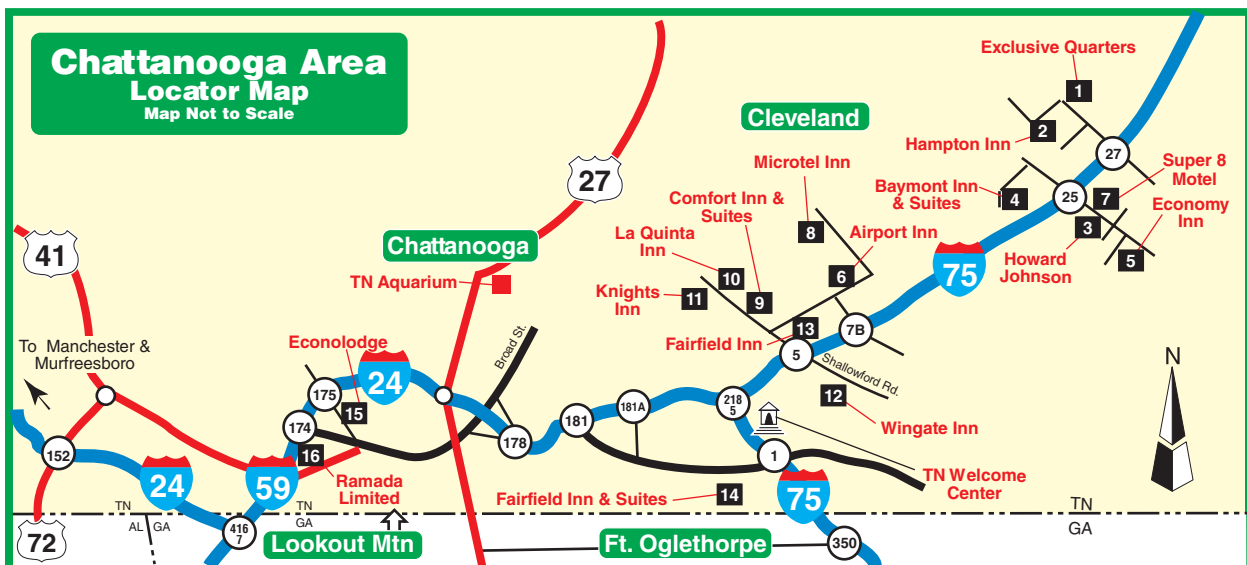 Chattanooga Area
Locator Map
Map Not to Scale
Exclusive Quarters
1
Cleveland
2
Hampton Inn
27
27
Microtel Inn
Super 8
Motel
Baymont Inn
& Suites
4
25
7
Comfort Inn &
Suites
Economy
Inn
41
Chattanooga
La Quinta
Inn
8
Airport Inn
3
Howard
Johnson
5
75
TN Aquarium
10
6
Knights
Inn
11
9
To Manchester &
Murfreesboro
Econolodge
Broad St.
Fairfield Inn
13
7B
5
Shallowford Rd.
N
24
175
15
181A
218
5
12
Wingate Inn
174
181
178
152
16
1
24
59
Ramada
Limited
Fairfield Inn & Suites
14
75
TN Welcome
Center
TN
TN
TN
AL
GA
GA
GA
72
416
7
Lookout Mtn
Ft. Oglethorpe
350